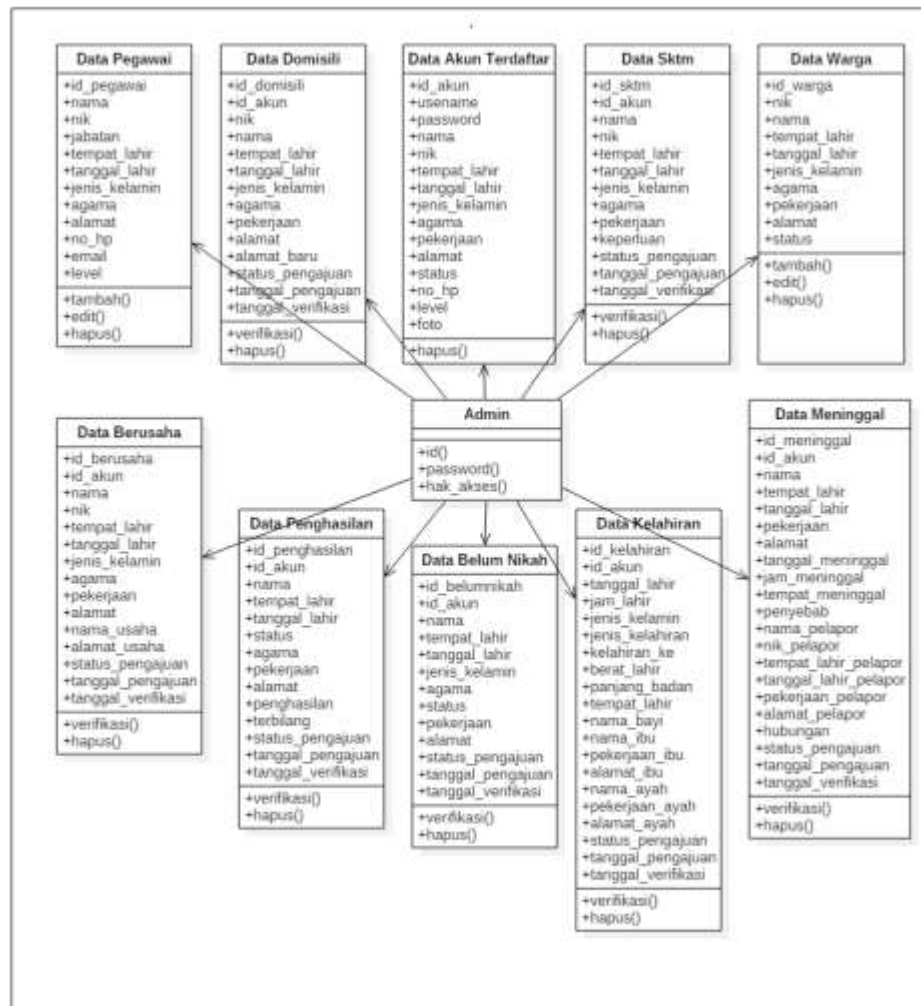 Data Pegawai
+id_pegawai
+nama
+nik
+jabatan
+tempat_lahir
+tanggal_lahir
+jenis_kelamin
+agama
+alamat
+no_hp
+email
+level
+tambah()
+edit()
+hapus()
Data Domisili
+id_domisili
+id_akun
+nik
+nama
+tempat_lahir
+tanggal_lahir
+jenis_kelamin
+agama
+pekerjaan
+alamat
+alamat_baru
+status_pengajuan
+tanggal_pengajuan
+tanggal_verifikasi
+verifikasi()
+hapus()
Data Akun Terdaftar
+id_akun
+usename
+password
+nama
+nik
+tempat_lahir
+tanggal_lahir
+jenis_kelamin
+agama
+pekerjaan
+alamat
+status
+no_hp
+level
+foto
+hapus()
Data Sktm
+id_sktm
+id_akun
+nama
+nik
+tempat_lahir
+tanggal_lahir
+jenis_kelamin
+agama
+pekerjaan
+keperluan
+status_pengajuan
+tanggal_pengajuan
+tanggal_verifikasi
+verifikasi()
+hapus()
Data Warga
+id_warga
+nik
+nama
+tempat_lahir
+tanggal_lahir
+jenis_kelamin
+agama
+pekerjaan
+alamat
+status
+tambah()
+edit()
+hapus()
Admin
+id()
+password()
+hak_akses()
Data Berusaha
+id_berusaha
+id_akun
+nama
+nik
+tempat_lahir
+tanggal_lahir
+jenis_kelamin
+agama
+pekerjaan
+alamat
+nama_usaha
+alamat_usaha
+status_pengajuan
+tanggal_pengajuan
+tanggal_verifikasi
+verifikasi()
+hapus()
Data Penghasilan
+id_penghasilan
+id_akun
+nama
+tempat_lahir
+tanggal_lahir
+status
+agama
+pekerjaan
+alamat
+penghasilan
+terbilang
+status_pengajuan
+tanggal_pengajuan
+tanggal_verifikasi
+verifikasi()
+hapus()
Data Belum Nikah
+id_belumnikah
+id_akun
+nama
+tempat_lahir
+tanggal_lahir
+jenis_kelamin
+agama
+status
+pekerjaan
+alamat
+status_pengajuan
+tanggal_pengajuan
+tanggal_verifikasi
+verifikasi()
+hapus()
Data Kelahiran
+id_kelahiran
+id_akun
+tanggal_lahir
+jam_lahir
+jenis_kelamin
+jenis_kelahiran
+kelahiran_ke
+berat_lahir
+panjang_badan
+tempat_lahir
+nama_bayi
+nama_ibu
+pekerjaan_ibu
+alamat_ibu
+nama_ayah
+pekerjaan_ayah
+alamat_ayah
+status_pengajuan
+tanggal_pengajuan
+tanggal_verifikasi
+verifikasi()
+hapus()
Data Meninggal
+id_meninggal
+id_akun
+nama
+tempat_lahir
+tanggal_lahir
+pekerjaan
+alamat
+tanggal_meninggal
+jam_meninggal
+tempat_meninggal
+penyebab
+nama_pelapor
+nik_pelapor
+tempat_lahir_pelapor
+tanggal_lahir_pelapor
+pekerjaan_pelapor
+alamat_pelapor
+hubungan
+status_pengajuan
+tanggal_pengajuan
+tanggal_verifikasi
+verifikasi()
+hapus()